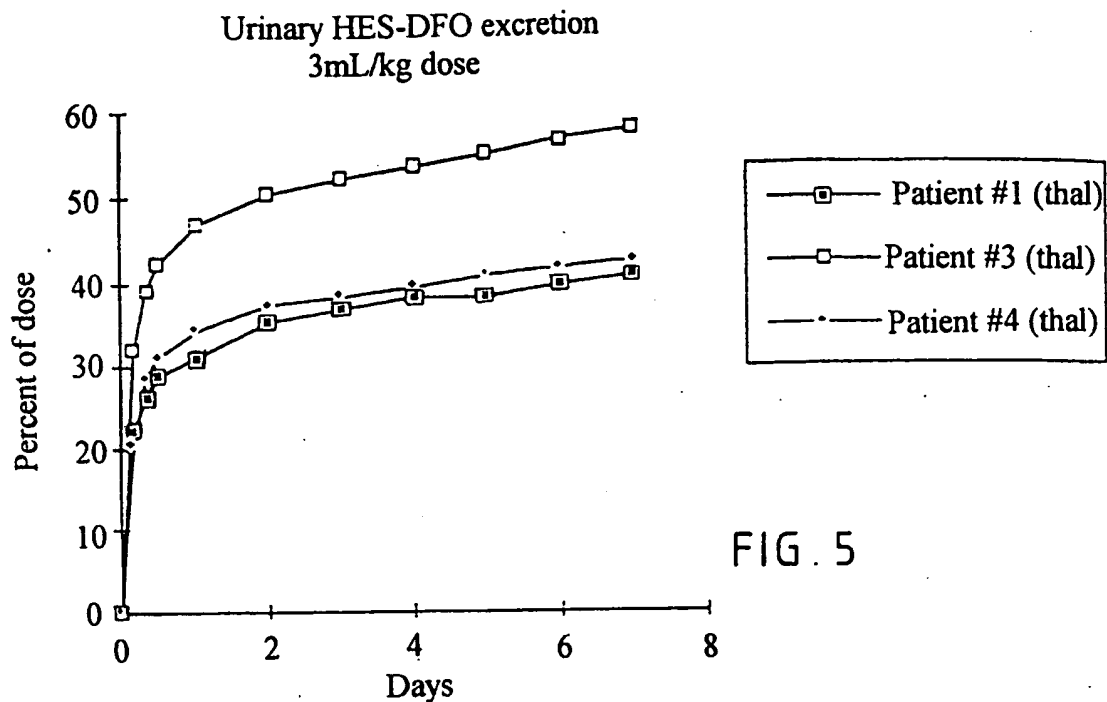 Urinary HES-DFO excretion
3mL/kg dose
60
50
40
30
20
10
0
Percent of dose
0
2
4
6
8
Days
Patient #1 (thal)
Patient #3 (thal)
Patient #4 (thal)
FIG. 5